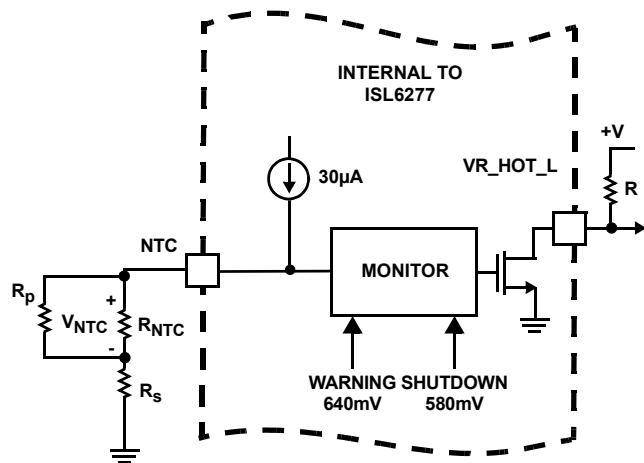 INTERNAL TO
ISL6277
+V
VR_HOT_L
30µA
R
NTC
MONITOR
Rp
+
VNTC
RNTC
-
Rs
WARNING SHUTDOWN
640mV 580mV